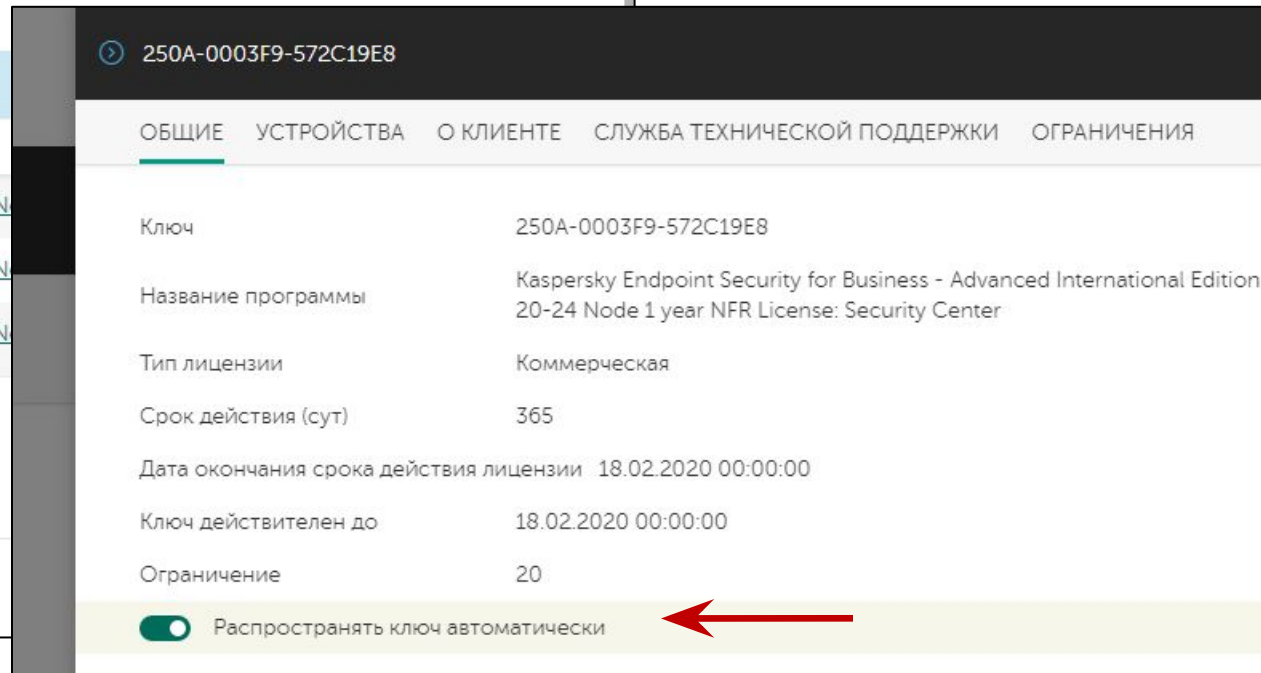 250A-0003F9-572C19E8
ОБЩИЕ УСТРОЙСТВА О КЛИЕНТЕ СЛУЖБА ТЕХНИЧЕСКОЙ ПОДДЕРЖКИ ОГРАНИЧЕНИЯ
Ключ 250A-0003F9-572C19E8
Название программы Kaspersky Endpoint Security for Business - Advanced International Edition
20-24 Node 1 year NFR License: Security Center
Тип лицензии Коммерческая
Срок действия (сут) 365
Дата окончания срока действия лицензии 18.02.2020 00:00:00
Ключ действителен до 18.02.2020 00:00:00
Ограничение 20
Распространять ключ автоматически